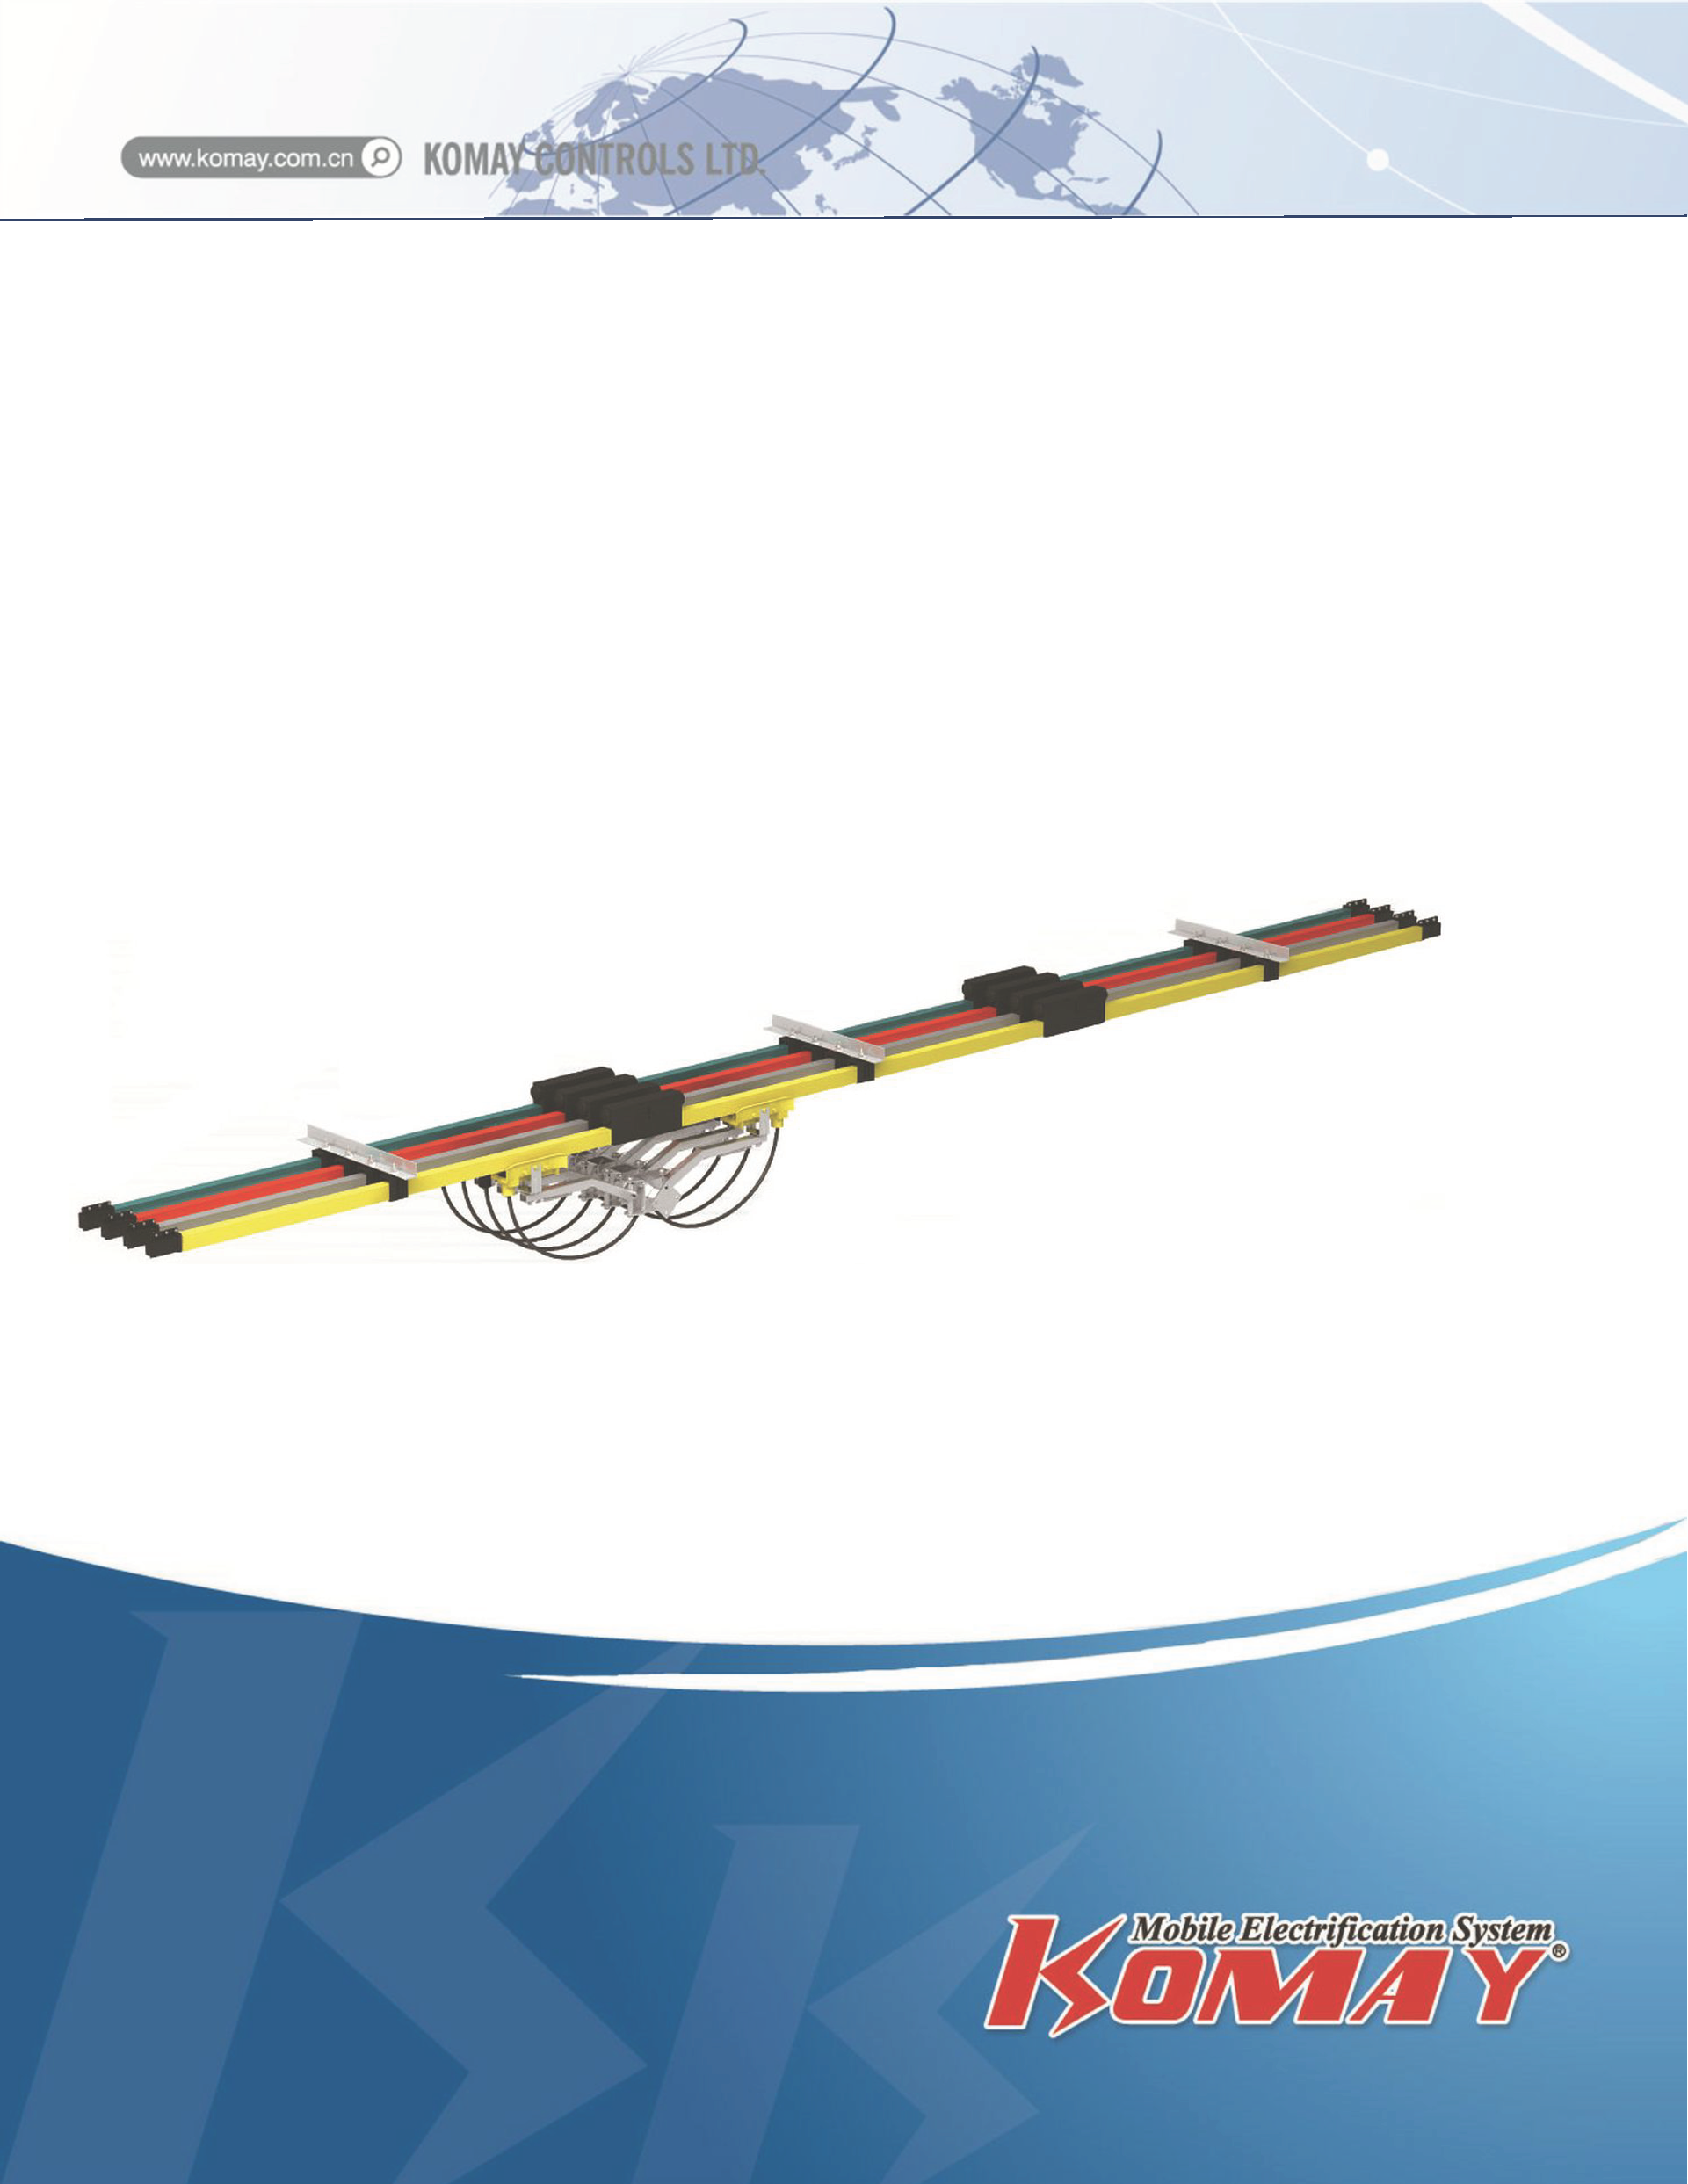 www.komay.com.cn
KOMAY CONTROLS LTD.
Mobile Electrification System
KOMAY®